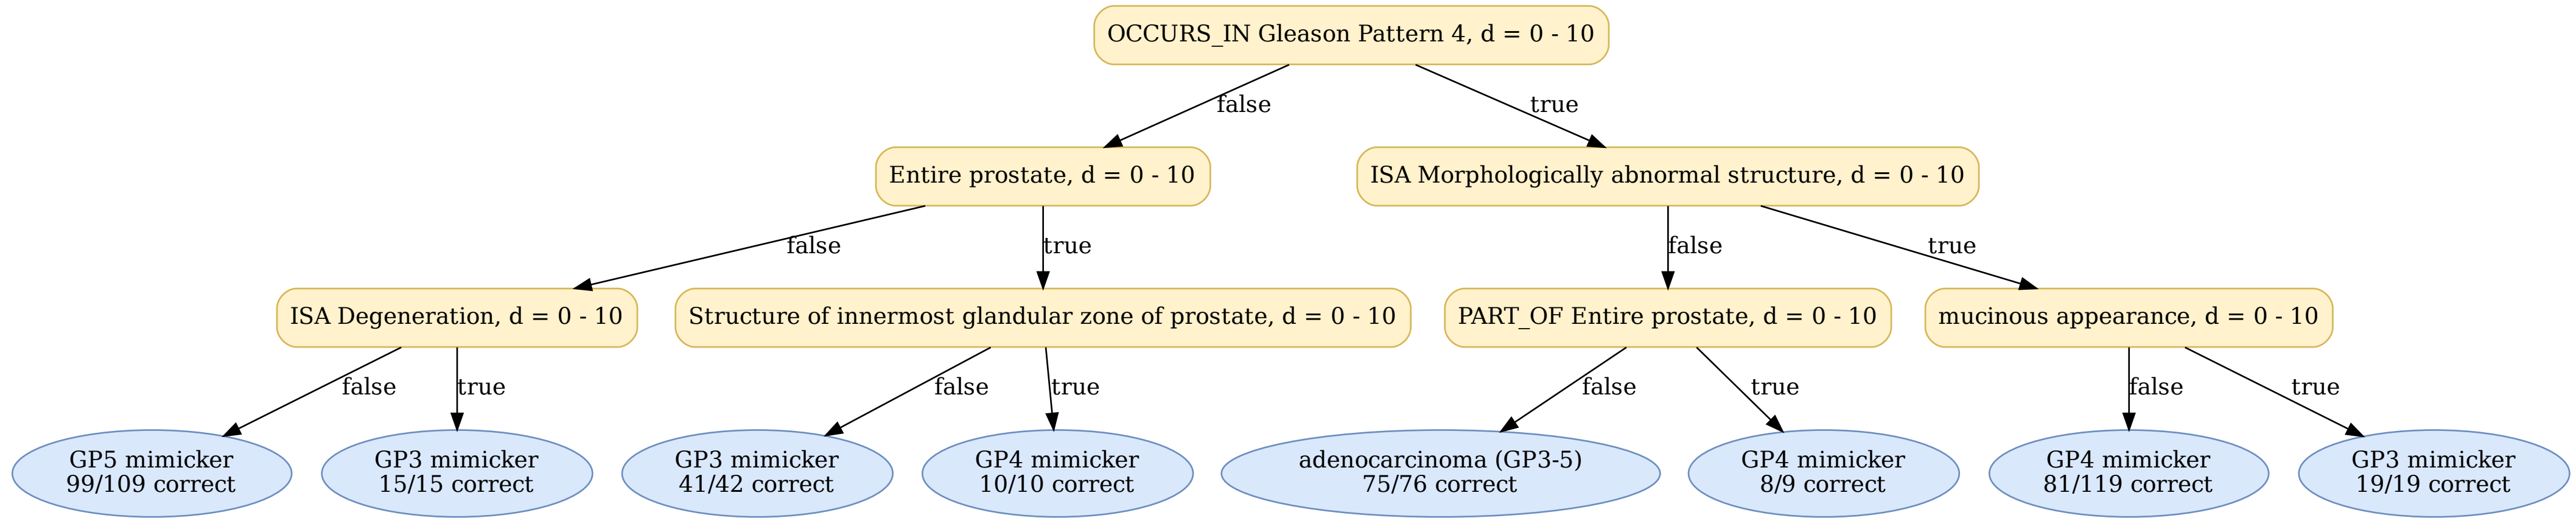 OCCURS_IN Gleason Pattern 4, d = 0 - 10
false
true
Entire prostate, d = 0 - 10
ISA Morphologically abnormal structure, d = 0 - 10
false
true
false
true
ISA Degeneration, d = 0 - 10
Structure of innermost glandular zone of prostate, d = 0 - 10
PART_OF Entire prostate, d = 0 - 10
mucinous appearance, d = 0 - 10
false
true
false
true
false
true
false
true
GP5 mimicker
99/109 correct
GP3 mimicker
15/15 correct
GP3 mimicker
41/42 correct
GP4 mimicker
10/10 correct
adenocarcinoma (GP3-5)
75/76 correct
GP4 mimicker
8/9 correct
GP4 mimicker
81/119 correct
GP3 mimicker
19/19 correct